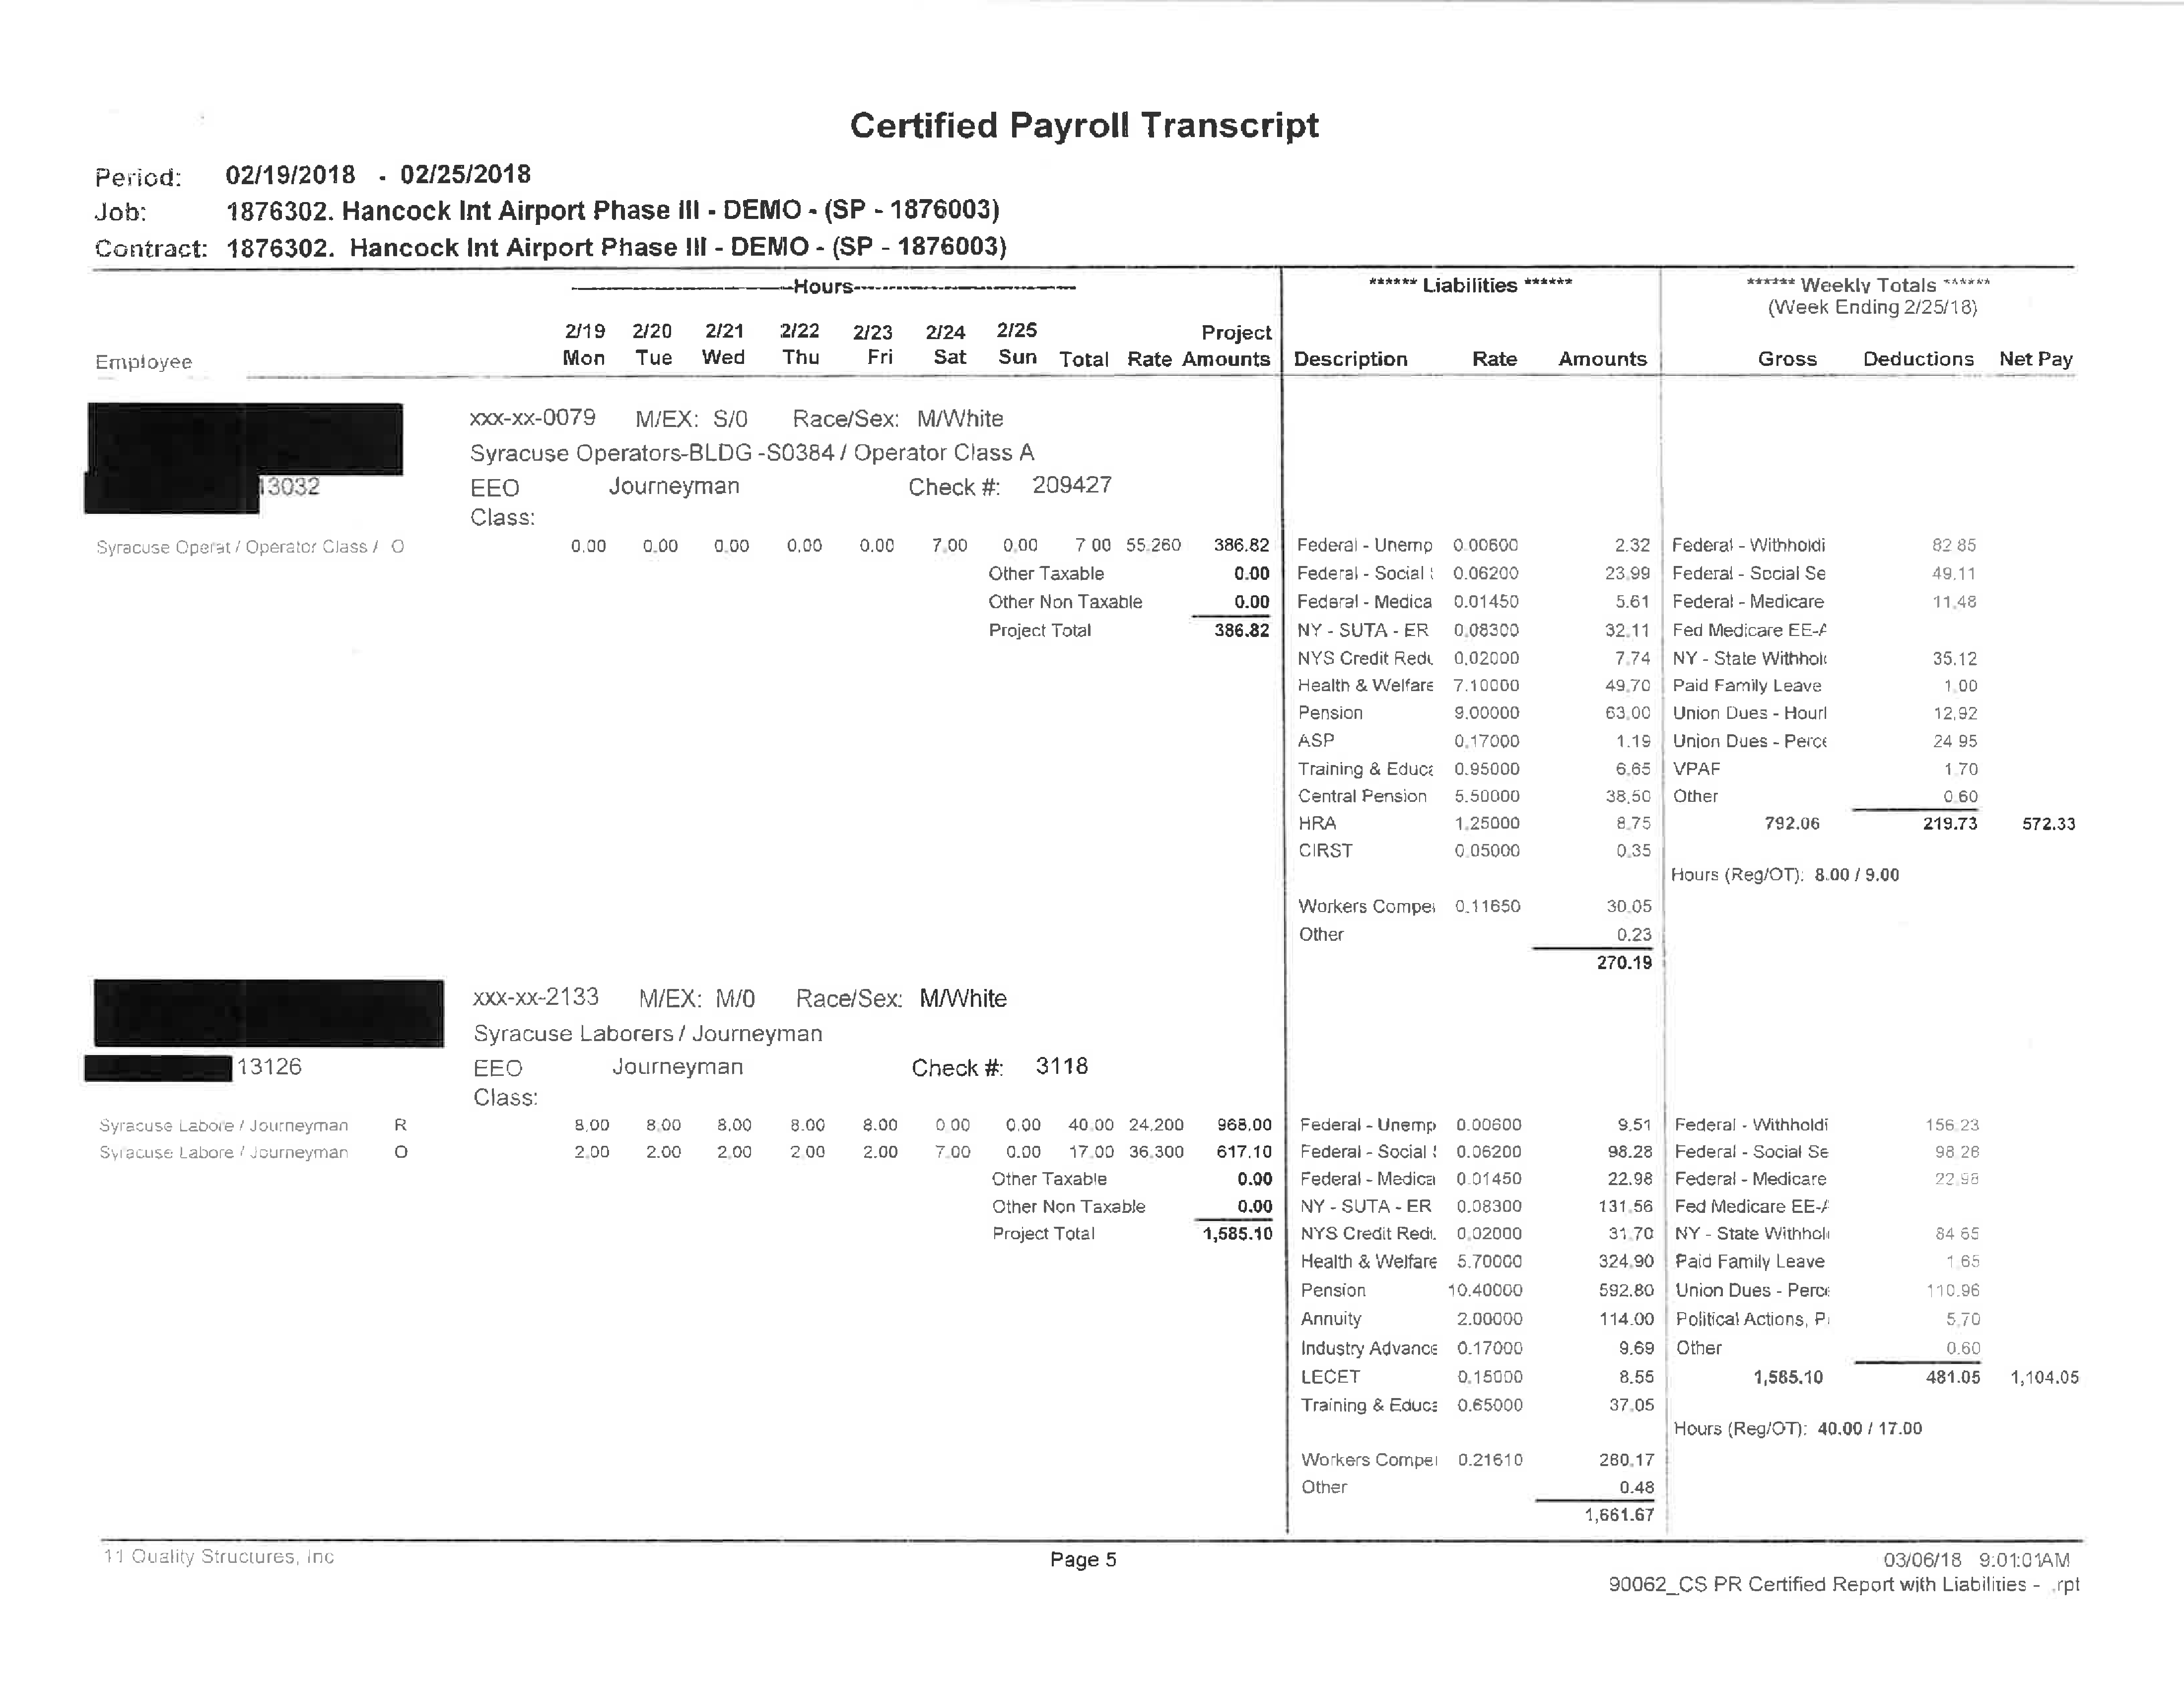 Certified Payroll Transcript
Period: 02/19/2018 - 02/25/2018
Job: 1876302. Hancock Int Airport Phase III - DEMO - (SP - 1876003)
Contract: 1876302. Hancock Int Airport Phase III - DEMO - (SP - 1876003)
Hours ****** Liabilities ****** ****** Weekly Totals ******
(Week Ending 2/25/18)
2/19 2/20 2/21 2/22 2/23 2/24 2/25 Project
Employee Mon Tue Wed Thu Fri Sat Sun Total Rate Amounts Description Rate Amounts Gross Deductions Net Pay
xxx-xx-0079 M/EX: S/0 Race/Sex: M/White
Syracuse Operators-BLDG -S0384 / Operator Class A
13032 EEO Journeyman Check #: 209427
Class:
Syracuse Operat / Operator Class / O 0.00 0.00 0.00 0.00 0.00 7.00 0.00 7.00 55.260 386.82 Federal - Unemp 0.00600 2.32 Federal - Withholdi 82.85
Other Taxable 0.00 Federal - Social 0.06200 23.99 Federal - Social Se 49.11
Other Non Taxable 0.00 Federal - Medica 0.01450 5.61 Federal - Medicare 11.48
Project Total 386.82 NY - SUTA - ER 0.08300 32.11 Fed Medicare EE-A
NYS Credit Redu 0.02000 7.74 NY - State Withhol 35.12
Health & Welfare 7.10000 49.70 Paid Family Leave 1.00
Pension 9.00000 63.00 Union Dues - Hourl 12.92
ASP 0.17000 1.19 Union Dues - Perce 24.95
Training & Educa 0.95000 6.65 VPAF 1.70
Central Pension 5.50000 38.50 Other 0.60
HRA 1.25000 8.75 792.06 219.73 572.33
CIRST 0.05000 0.35
Hours (Reg/OT): 8.00 / 9.00
Workers Compe 0.11650 30.05
Other 0.23
270.19
xxx-xx-2133 M/EX: M/0 Race/Sex: M/White
Syracuse Laborers / Journeyman
13126 EEO Journeyman Check #: 3118
Class:
Syracuse Labore / Journeyman R 8.00 8.00 8.00 8.00 8.00 0.00 0.00 40.00 24.200 968.00 Federal - Unemp 0.00600 9.51 Federal - Withholdi 156.23
Syracuse Labore / Journeyman O 2.00 2.00 2.00 2.00 2.00 7.00 0.00 17.00 36.300 617.10 Federal - Social 0.06200 98.28 Federal - Social Se 98.28
Other Taxable 0.00 Federal - Medica 0.01450 22.98 Federal - Medicare 22.98
Other Non Taxable 0.00 NY - SUTA - ER 0.08300 131.56 Fed Medicare EE-A
Project Total 1,585.10 NYS Credit Redu 0.02000 31.70 NY - State Withhol 84.65
Health & Welfare 5.70000 324.90 Paid Family Leave 1.65
Pension 10.40000 592.80 Union Dues - Perce 110.96
Annuity 2.00000 114.00 Political Actions, P 5.70
Industry Advance 0.17000 9.69 Other 0.60
LECET 0.15000 8.55 1,585.10 481.05 1,104.05
Training & Educa 0.65000 37.05
Hours (Reg/OT): 40.00 / 17.00
Workers Compe 0.21610 280.17
Other 0.48
1,661.67
11 Quality Structures, Inc Page 5 03/06/18 9:01:01AM
90062_CS PR Certified Report with Liabilities - .rpt